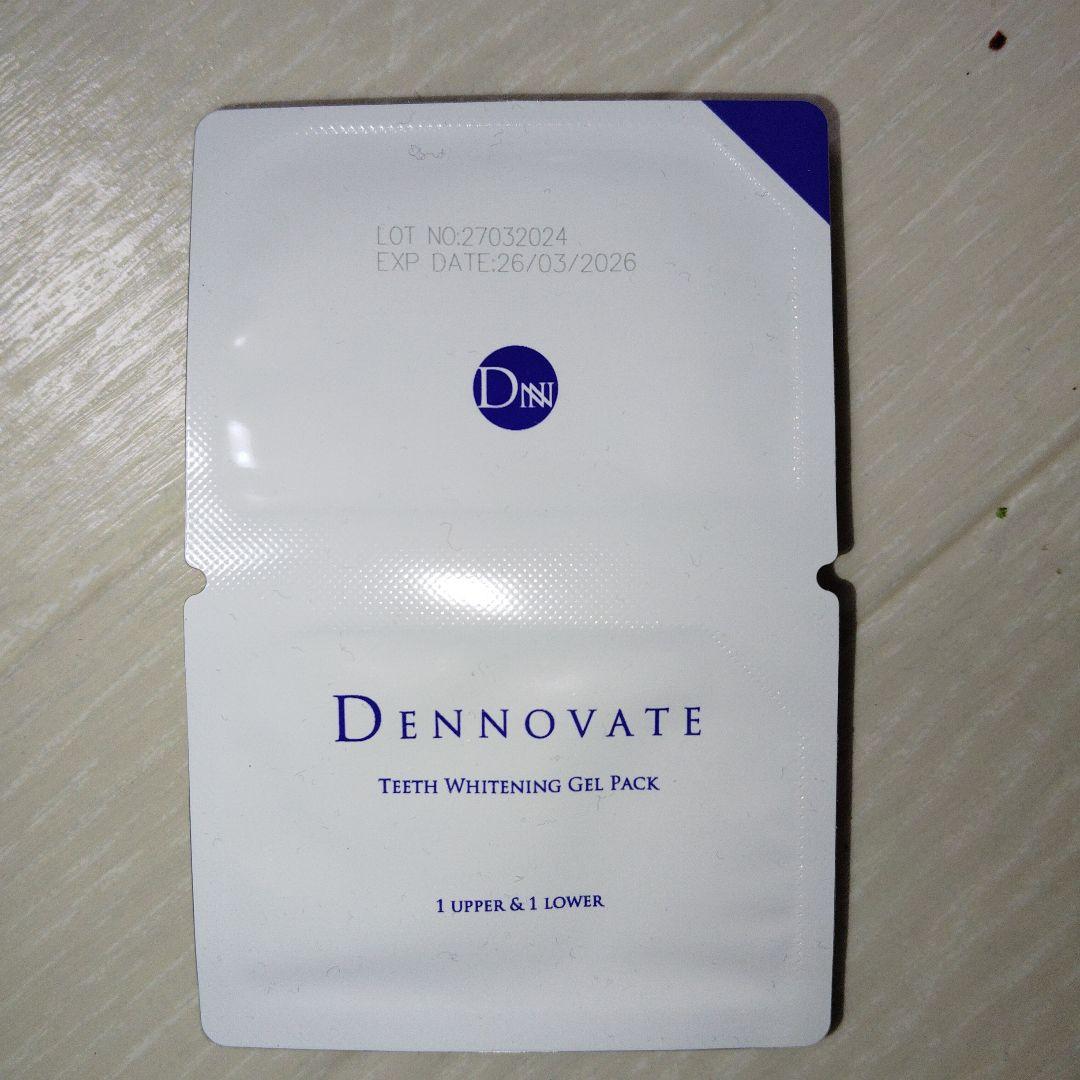 LOT NO:27032024
EXP DATE:26/03/2026
DNN
DENNOVATE
TEETH WHITENING GEL PACK
1 UPPER & 1 LOWER